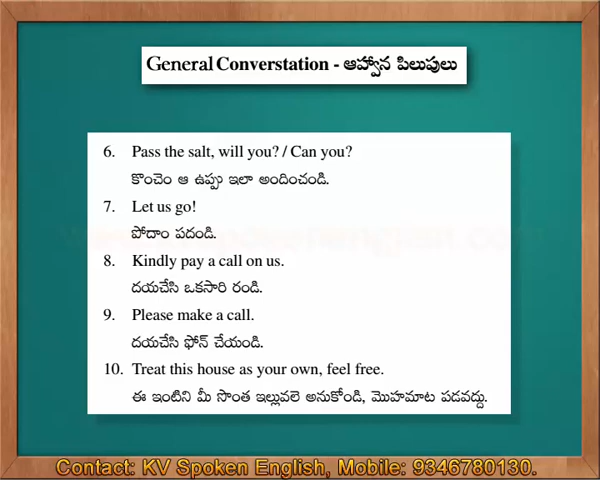 General Converstation - ఆహ్వాన పిలుపులు
6. Pass the salt, will you? / Can you?
కొంచెం ఆ ఉప్పు ఇలా అందించండి.
7. Let us go!
పోదాం పదండి.
8. Kindly pay a call on us.
దయచేసి ఒకసారి రండి.
9. Please make a call.
దయచేసి ఫోన్ చేయండి.
10. Treat this house as your own, feel free.
ఈ ఇంటిని మీ సొంత ఇల్లువలె అనుకోండి, మొహమాట పడవద్దు.
Contact: KV Spoken English, Mobile: 9346780130.